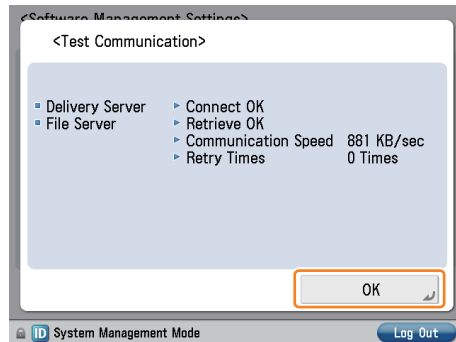 <Software Management Settings>
<Test Communication>
Delivery Server ▶ Connect OK
File Server ▶ Retrieve OK
▶ Communication Speed 881 KB/sec
▶ Retry Times 0 Times
OK
ID System Management Mode Log Out